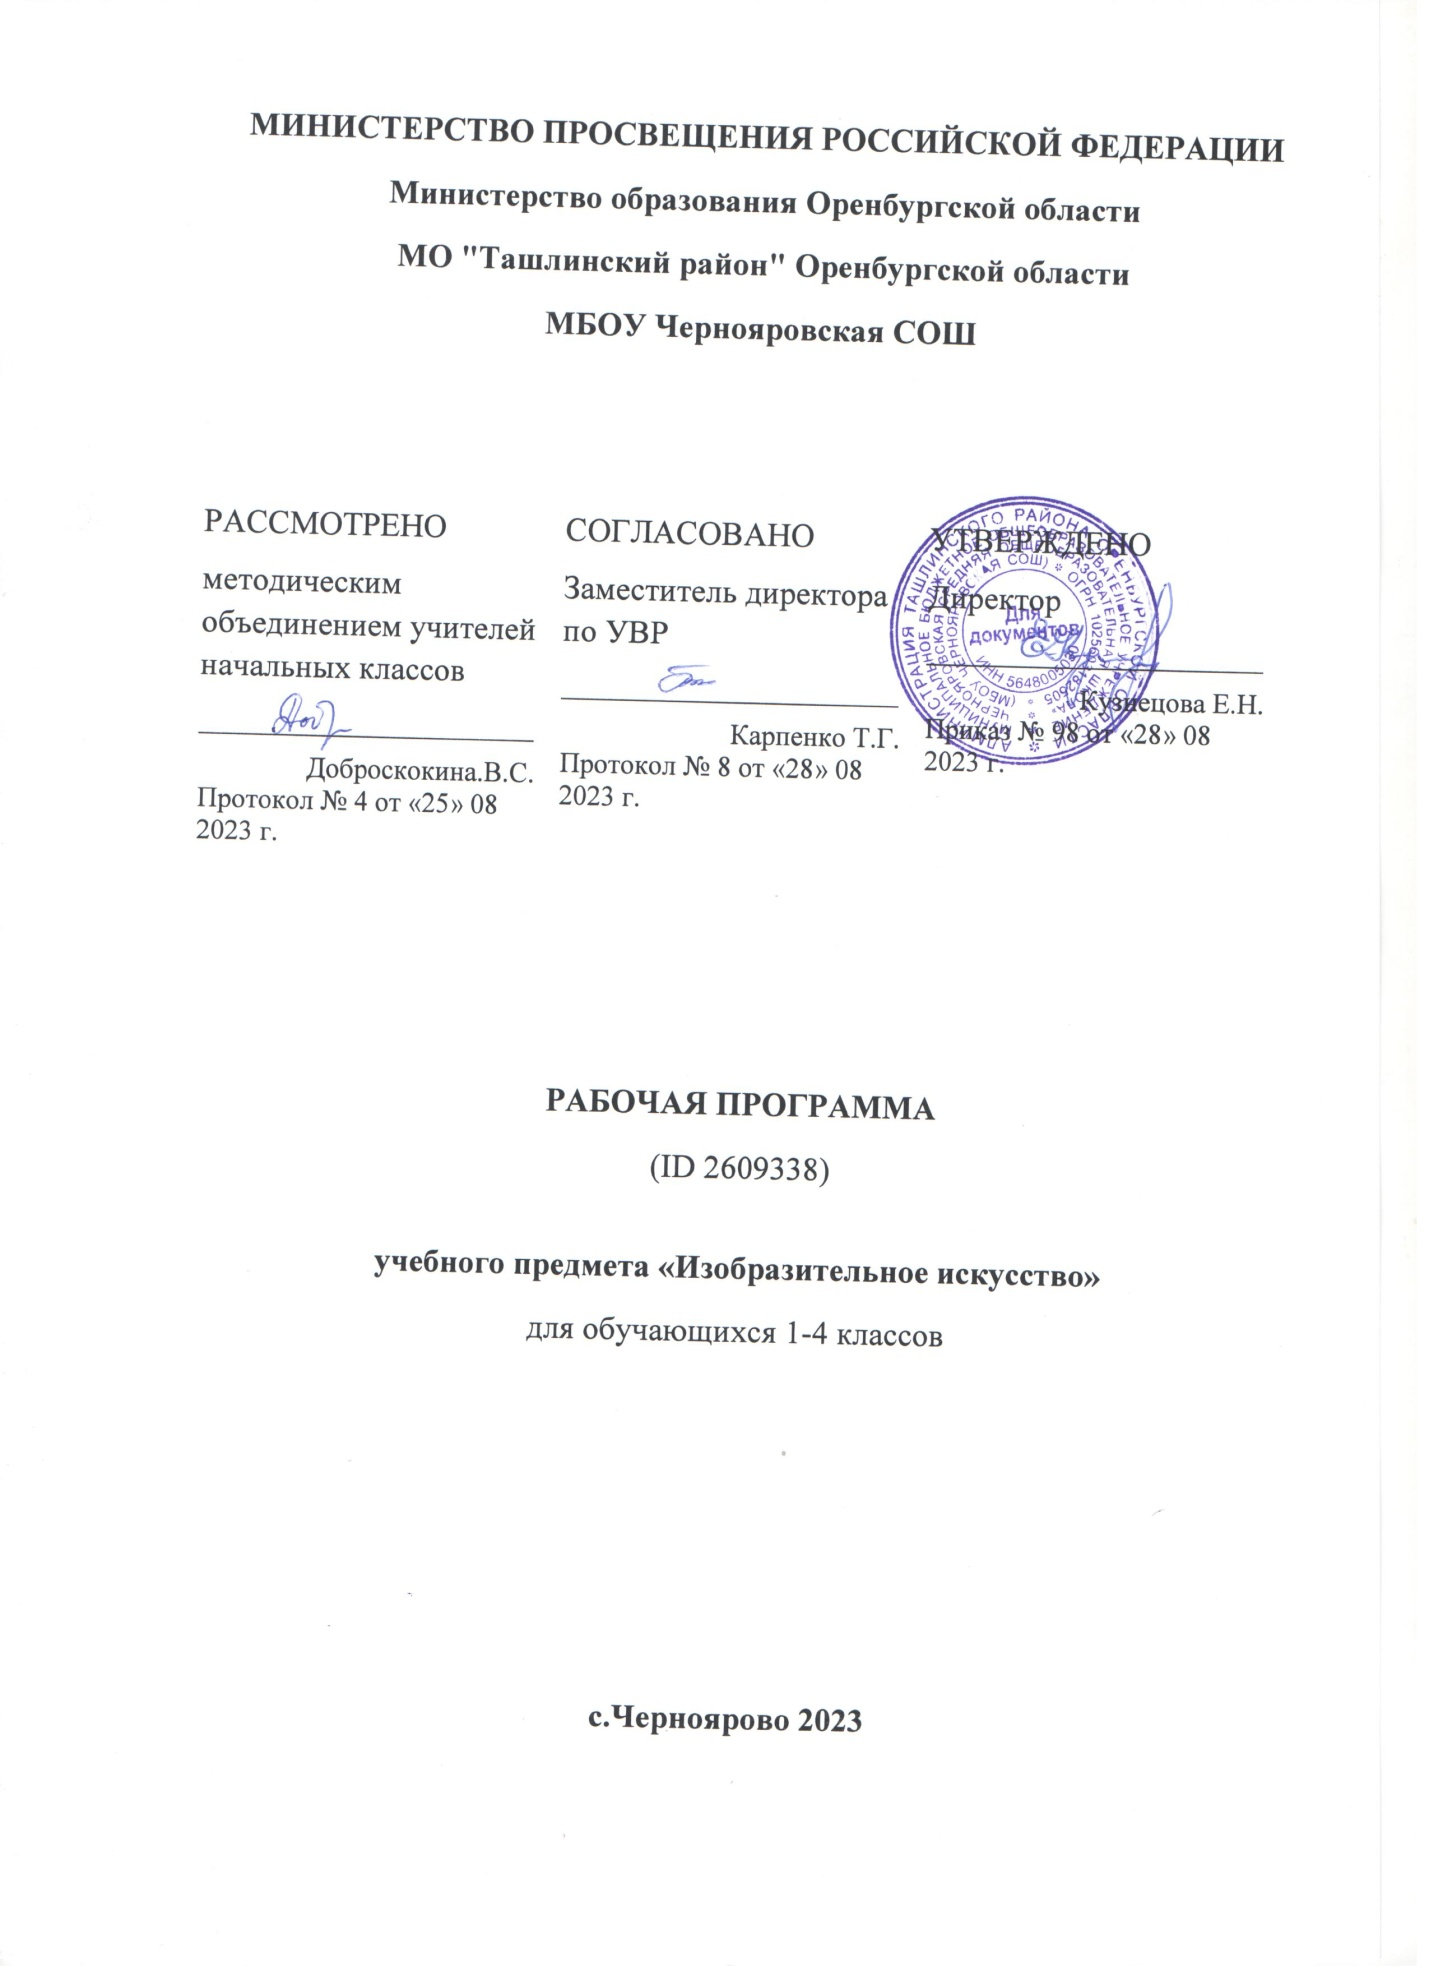 МИНИСТЕРСТВО ПРОСВЕЩЕНИЯ РОССИЙСКОЙ ФЕДЕРАЦИИ
Министерство образования Оренбургской области
МО "Ташлинский район" Оренбургской области
МБОУ Чернояровская СОШ
РАССМОТРЕНО
методическим
объединением учителей
начальных классов
Доброскокина.В.С.
Протокол № 4 от «25» 08
2023 г.
СОГЛАСОВАНО
Заместитель директора
по УВР
Карпенко Т.Г.
Протокол № 8 от «28» 08
2023 г.
УТВЕРЖДЕНО
Директор
Кузнецова Е.Н.
Приказ № 98 от «28» 08
2023 г.
Для
документов
РАБОЧАЯ ПРОГРАММА
(ID 2609338)
учебного предмета «Изобразительное искусство»
для обучающихся 1-4 классов
с.Черноярово 2023